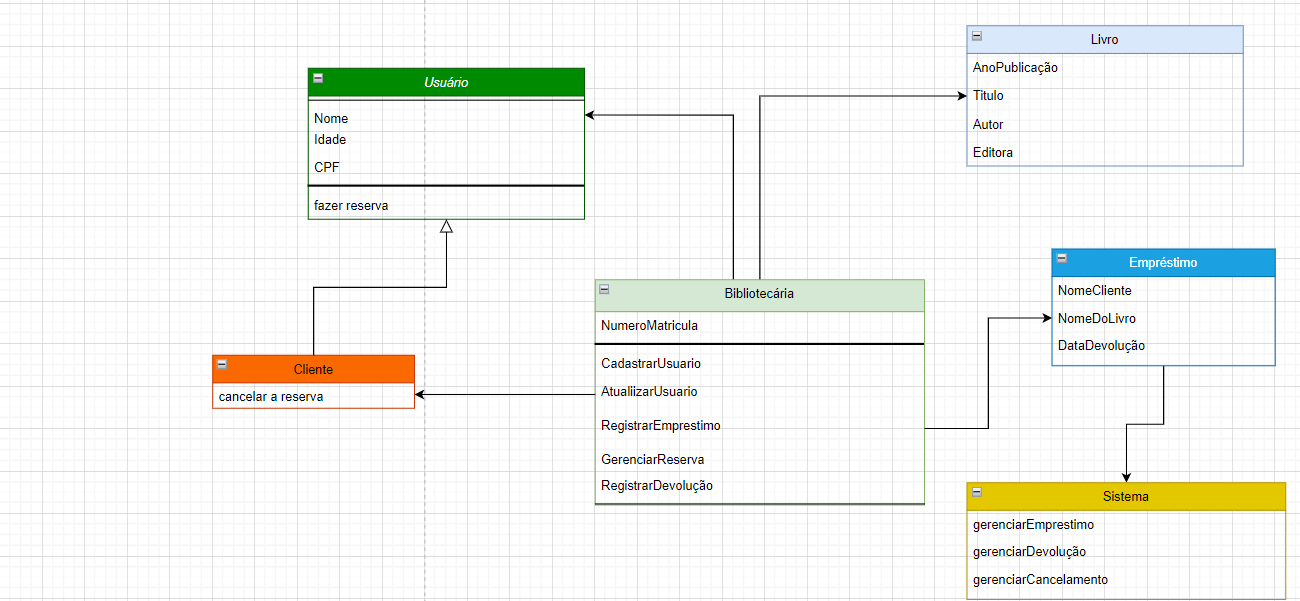 Usuário
Nome
Idade
CPF
fazer reserva
Livro
AnoPublicação
Titulo
Autor
Editora
Cliente
cancelar a reserva
Bibliotecária
NumeroMatricula
CadastrarUsuario
AtualiizarUsuario
RegistrarEmprestimo
GerenciarReserva
RegistrarDevolução
Empréstimo
NomeCliente
NomeDoLivro
DataDevolução
Sistema
gerenciarEmprestimo
gerenciarDevolução
gerenciarCancelamento